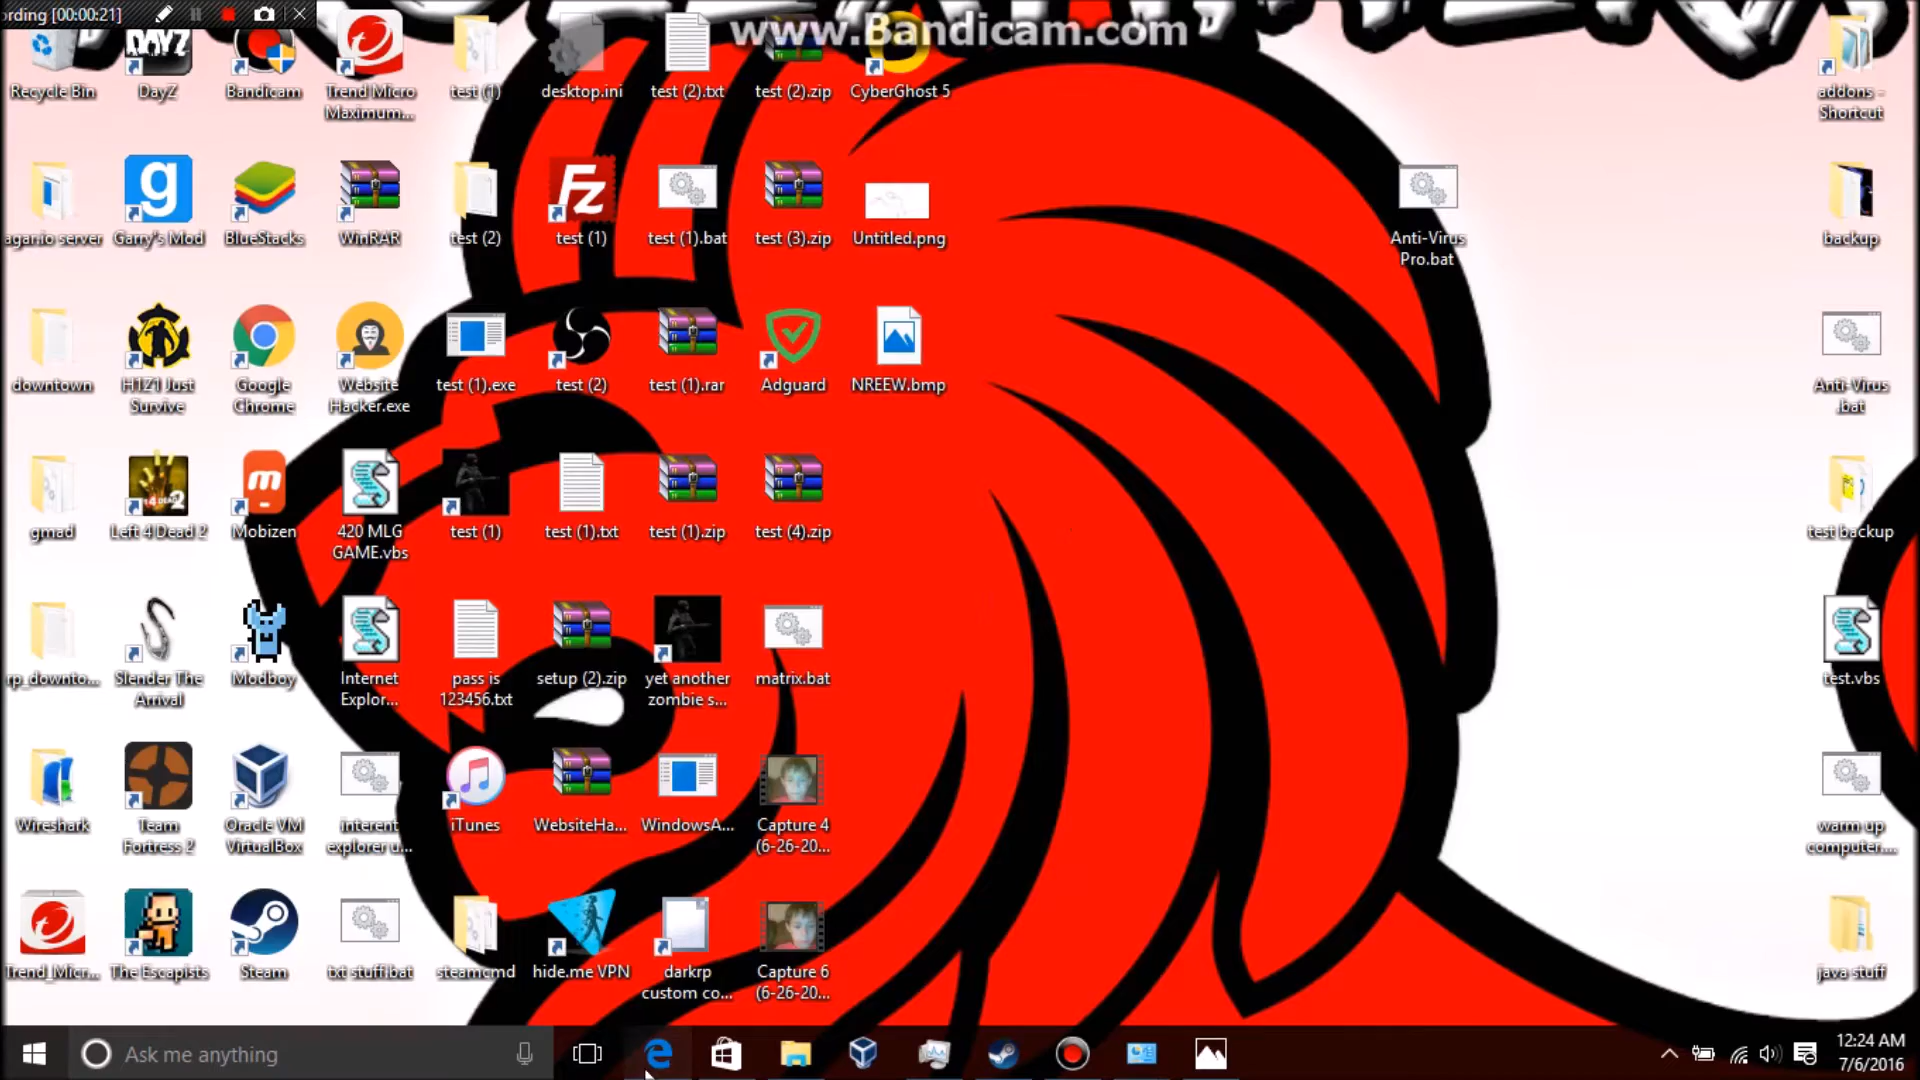 rding [00:00:21]
www.Bandicam.com
Recycle Bin
DayZ
Bandicam
Trend Micro
Maximum...
test (1)
desktop.ini
test (2).txt
test (2).zip
CyberGhost 5
addons -
Shortcut
agar.io server
Garry's Mod
BlueStacks
WinRAR
test (2)
test (1)
test (1).bat
test (3).zip
Untitled.png
Anti-Virus
Pro.bat
backup
downtown
H1Z1 Just
Survive
Google
Chrome
Website
Hacker.exe
test (1).exe
test (2)
test (1).rar
Adguard
NREEW.bmp
Anti-Virus
.bat
gmad
Left 4 Dead 2
Mobizen
420 MLG
GAME.vbs
test (1)
test (1).txt
test (1).zip
test (4).zip
test backup
rp_downto...
Slender The
Arrival
Modboy
Internet
Explor...
pass is
123456.txt
setup (2).zip
yet another
zombie s...
matrix.bat
test.vbs
Wireshark
Team
Fortress 2
Oracle VM
VirtualBox
interent
explorer u...
iTunes
WebsiteHa...
WindowsA...
Capture 4
(6-26-20...
warm up
computer....
Trend_Micr...
The Escapists
Steam
txt stuff.bat
steamcmd
hide.me VPN
darkrp
custom co...
Capture 6
(6-26-20...
java stuff
Ask me anything
12:24 AM
7/6/2016